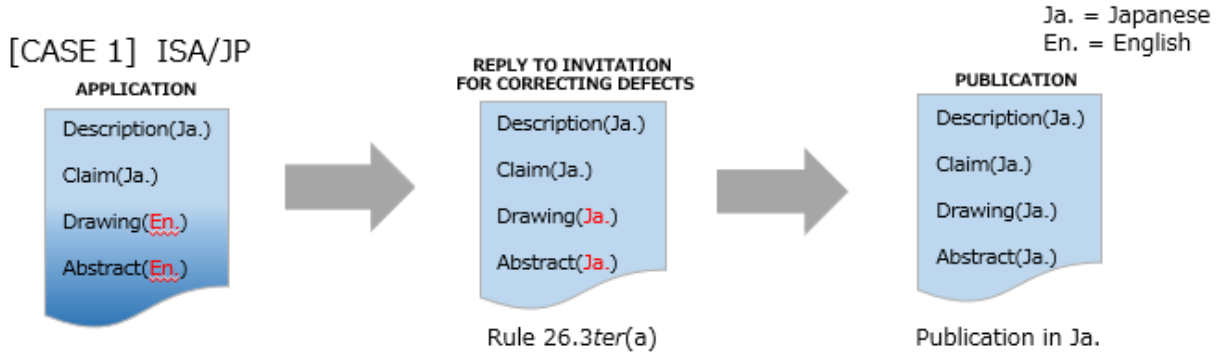 Ja. = Japanese
En. = English
[CASE 1] ISA/JP
APPLICATION
Description(Ja.)
Claim(Ja.)
Drawing(En.)
Abstract(En.)
REPLY TO INVITATION
FOR CORRECTING DEFECTS
Description(Ja.)
Claim(Ja.)
Drawing(Ja.)
Abstract(Ja.)
Rule 26.3ter(a)
PUBLICATION
Description(Ja.)
Claim(Ja.)
Drawing(Ja.)
Abstract(Ja.)
Publication in Ja.